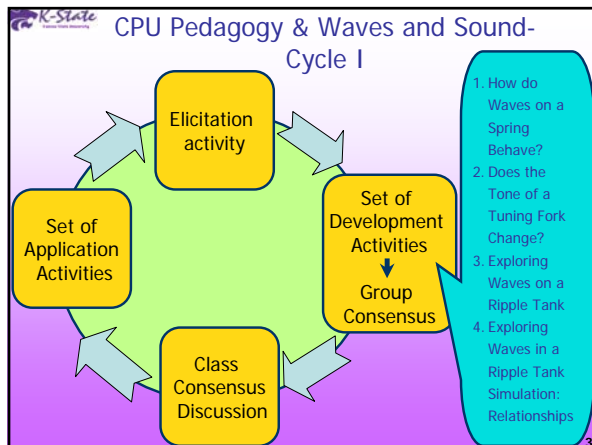 K-State
CPU Pedagogy & Waves and Sound-
Cycle I
Elicitation
activity
Set of
Development
Activities
Group
Consensus
Class
Consensus
Discussion
Set of
Application
Activities
1. How do
Waves on a
Spring
Behave?
2. Does the
Tone of a
Tuning Fork
Change?
3. Exploring
Waves on a
Ripple Tank
4. Exploring
Waves in a
Ripple Tank
Simulation:
Relationships
3